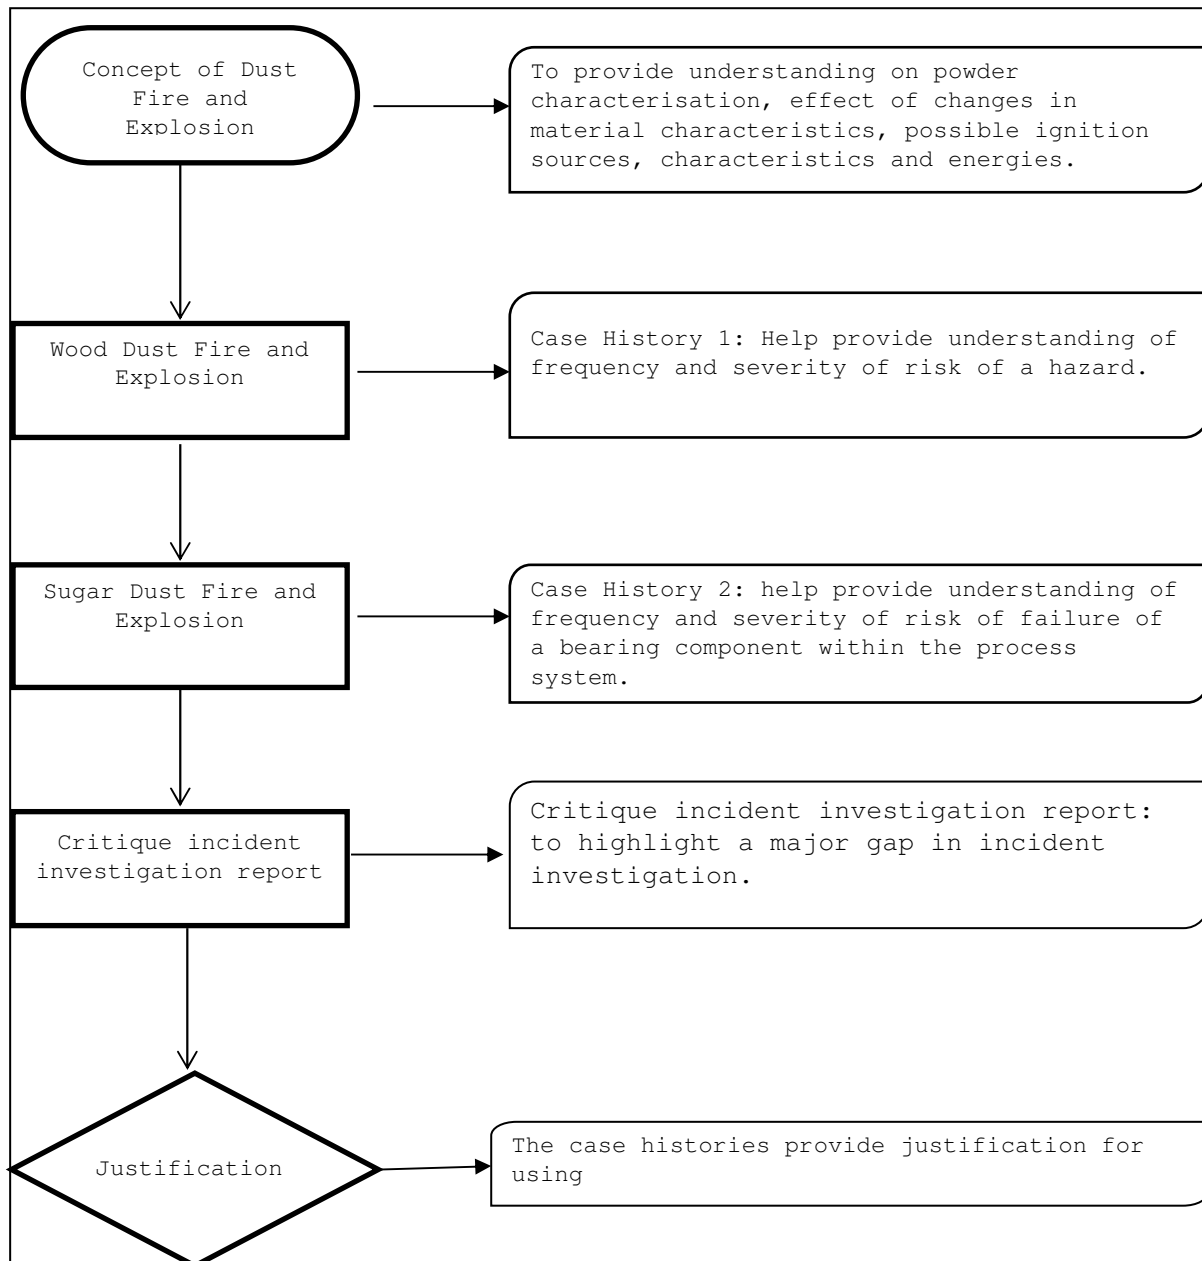 Concept of Dust
Fire and
Explosion
To provide understanding on powder
characterisation, effect of changes in
material characteristics, possible ignition
sources, characteristics and energies.
Wood Dust Fire and
Explosion
Case History 1: Help provide understanding of
frequency and severity of risk of a hazard.
Sugar Dust Fire and
Explosion
Case History 2: help provide understanding of
frequency and severity of risk of failure of
a bearing component within the process
system.
Critique incident
investigation report
Critique incident investigation report:
to highlight a major gap in incident
investigation.
Justification
The case histories provide justification for
using